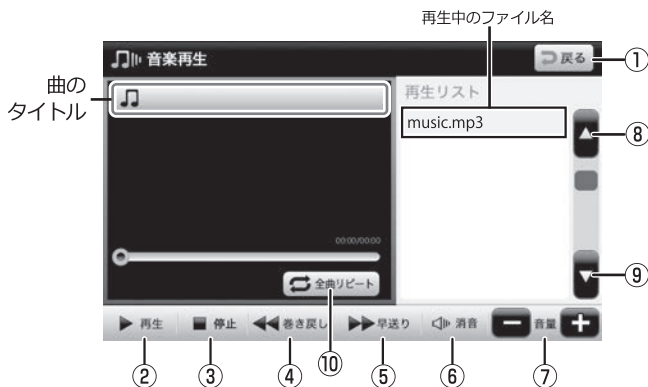 再生中のファイル名
音楽再生
戻る
①
曲の
タイトル
再生リスト
music.mp3
⑧
00:00/00:00
全曲リピート
⑨
再生
停止
巻き戻し
早送り
消音
音量
②
③
④
⑩
⑤
⑥
⑦